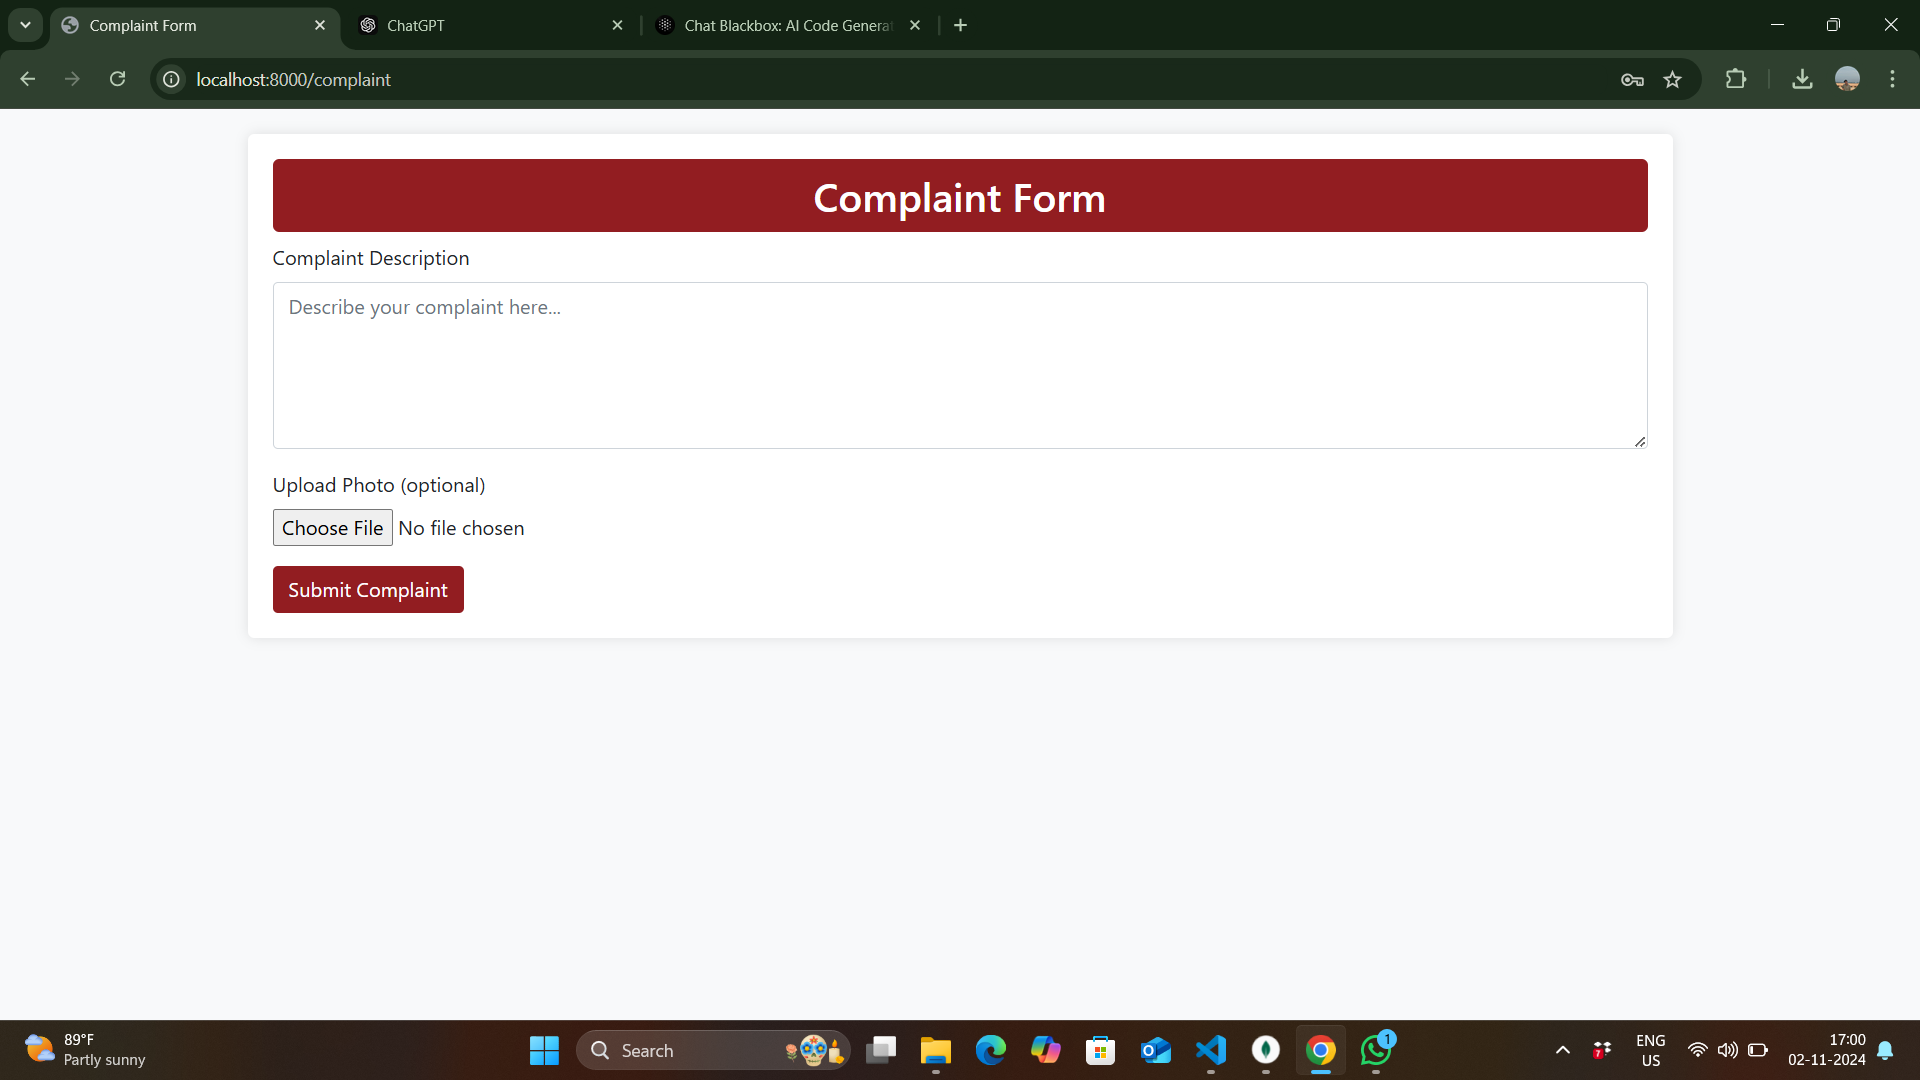 Complaint Form
ChatGPT
Chat Blackbox: AI Code Genera
localhost:8000/complaint
Complaint Form
Complaint Description
Describe your complaint here...
Upload Photo (optional)
Choose File No file chosen
Submit Complaint
89°F
Partly sunny
Search
1
7
ENG
US
17:00
02-11-2024